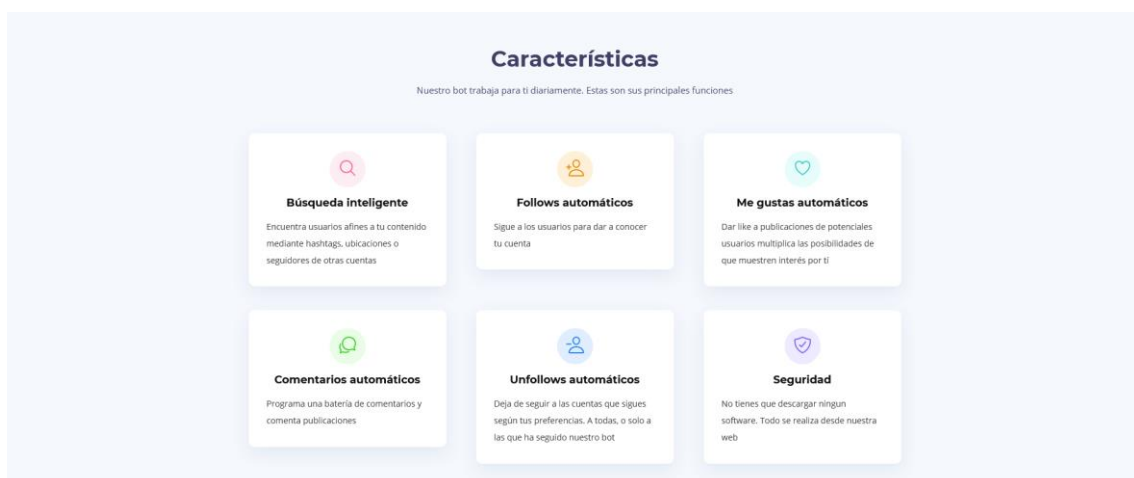 Características
Nuestro bot trabaja para ti diariamente. Estas son sus principales funciones
Búsqueda inteligente
Encuentra usuarios afines a tu contenido
mediante hashtags, ubicaciones o
seguidores de otras cuentas
Follows automáticos
Sigue a los usuarios para dar a conocer
tu cuenta
Me gustas automáticos
Dar like a publicaciones de potenciales
usuarios multiplica las posibilidades de
que muestren interés por tí
Comentarios automáticos
Programa una batería de comentarios y
comenta publicaciones
Unfollows automáticos
Deja de seguir a las cuentas que sigues
según tus preferencias. A todas, o solo a
las que ha seguido nuestro bot
Seguridad
No tienes que descargar ningun
software. Todo se realiza desde nuestra
web